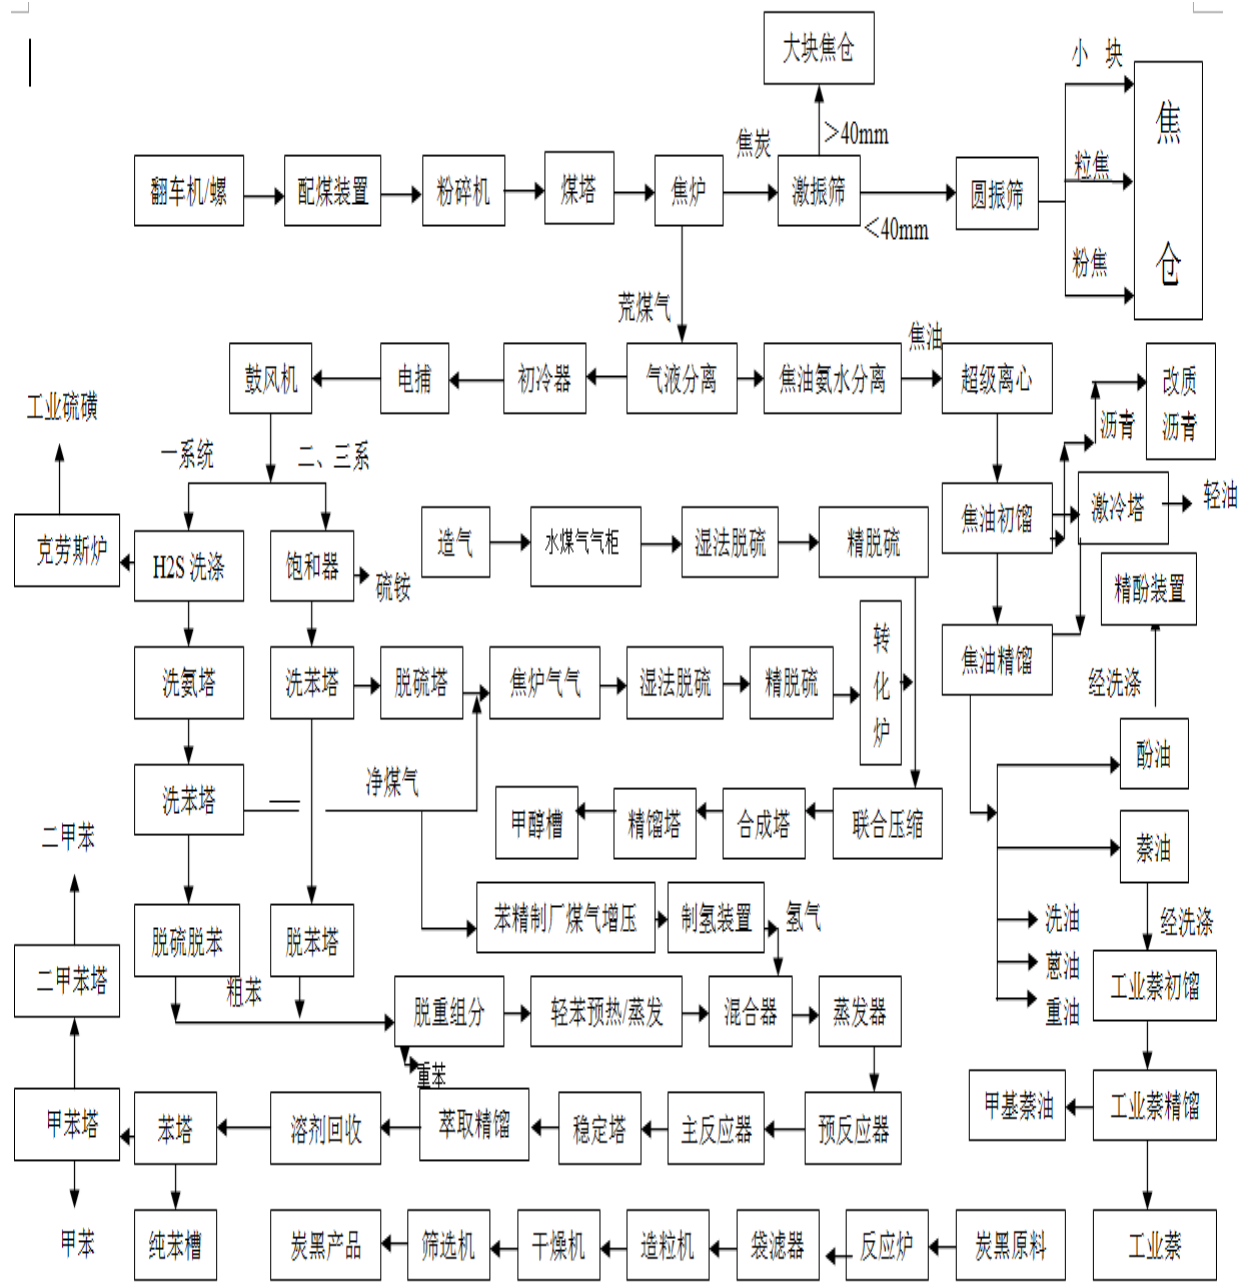 大块焦仓
小 块
焦炭
＞40mm
焦
仓
翻车机/螺
配煤装置
粉碎机
煤塔
焦炉
激振筛
圆振筛
粒焦
＜40mm
粉焦
荒煤气
鼓风机
电捕
初冷器
气液分离
焦油氨水分离
焦油
超级离心
改质
沥青
工业硫磺
沥青
一系统
二、三系
轻油
克劳斯炉
H2S 洗涤
饱和器
硫铵
造气
水煤气气柜
湿法脱硫
精脱硫
焦油初馏
激冷塔
精酚装置
洗氨塔
洗苯塔
脱硫塔
焦炉气气
湿法脱硫
精脱硫
转
化
炉
焦油精馏
经洗涤
酚油
洗苯塔
净煤气
甲醇槽
精馏塔
合成塔
联合压缩
萘油
二甲苯
脱硫脱苯
脱苯塔
苯精制厂煤气增压
制氢装置
氢气
洗油
经洗涤
蒽油
重油
二甲苯塔
粗苯
脱重组分
轻苯预热/蒸发
混合器
蒸发器
工业萘初馏
重苯
甲苯塔
苯塔
溶剂回收
萃取精馏
稳定塔
主反应器
预反应器
甲基萘油
工业萘精馏
甲苯
纯苯槽
炭黑产品
筛选机
干燥机
造粒机
袋滤器
反应炉
炭黑原料
工业萘